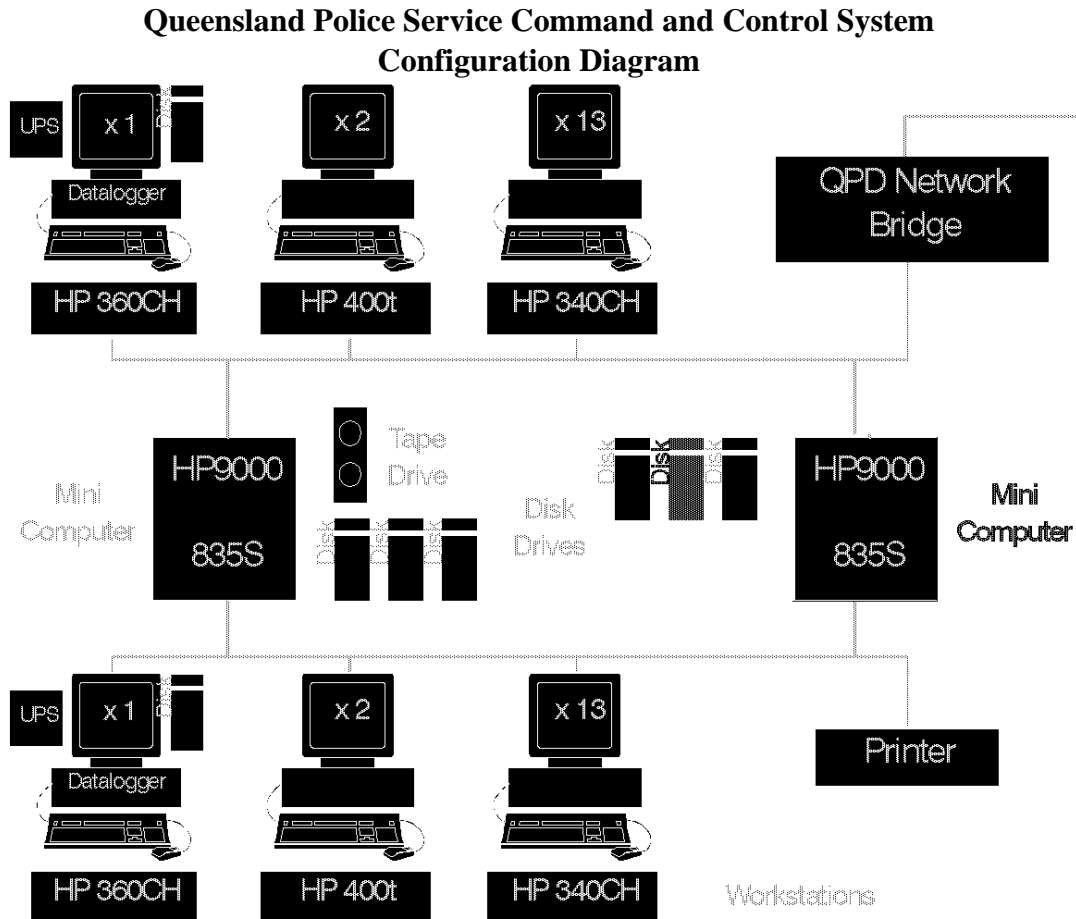 Queensland Police Service Command and Control System
Configuration Diagram
UPS
x 1
Disk
x 2
x 13
Datalogger
QPD Network
Bridge
HP 360CH
HP 400t
HP 340CH
Mini
Computer
HP9000
835S
Tape
Drive
Disk
Disk
Disk
Disk
Drives
Disk
Disk
Disk
HP9000
835S
Mini
Computer
UPS
x 1
Disk
x 2
x 13
Datalogger
Printer
HP 360CH
HP 400t
HP 340CH
Workstations